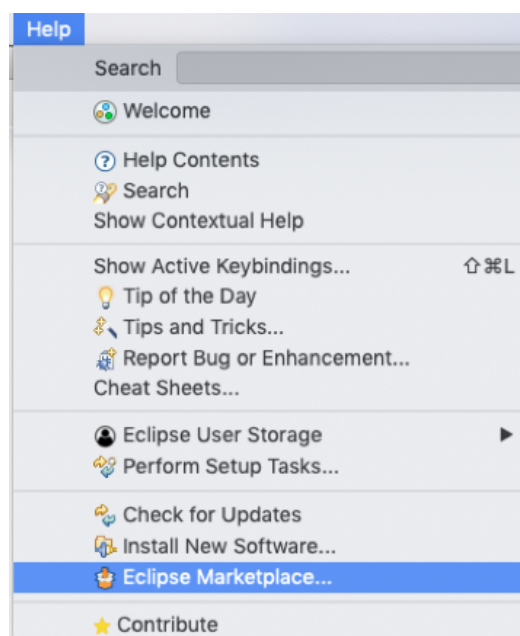 Help
Search
Welcome
Help Contents
Search
Show Contextual Help
Show Active Keybindings... ⇧⌘L
Tip of the Day
Tips and Tricks...
Report Bug or Enhancement...
Cheat Sheets...
Eclipse User Storage
Perform Setup Tasks...
Check for Updates
Install New Software...
Eclipse Marketplace...
Contribute